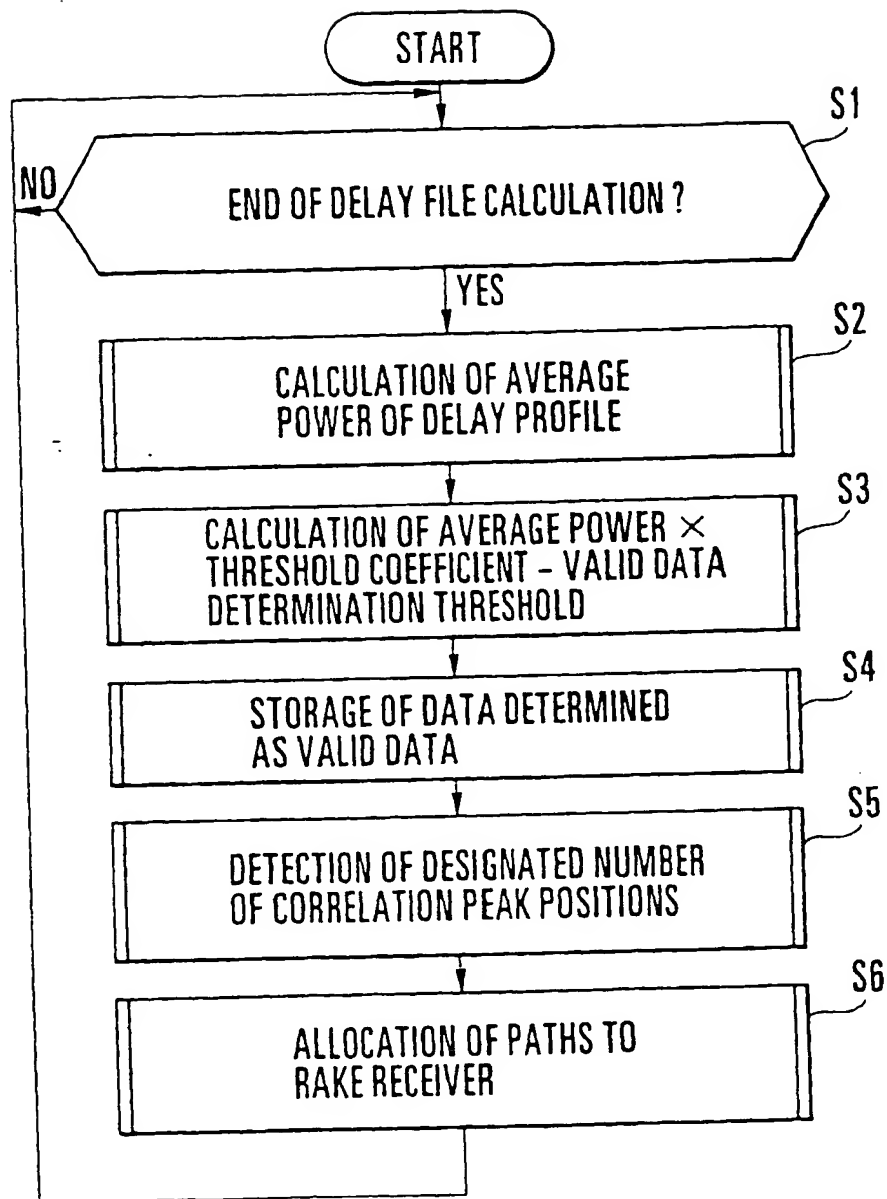 START
S1
NO
END OF DELAY FILE CALCULATION ?
YES
S2
CALCULATION OF AVERAGE
POWER OF DELAY PROFILE
S3
CALCULATION OF AVERAGE POWER ×
THRESHOLD COEFFICIENT – VALID DATA
DETERMINATION THRESHOLD
S4
STORAGE OF DATA DETERMINED
AS VALID DATA
S5
DETECTION OF DESIGNATED NUMBER
OF CORRELATION PEAK POSITIONS
S6
ALLOCATION OF PATHS TO
RAKE RECEIVER